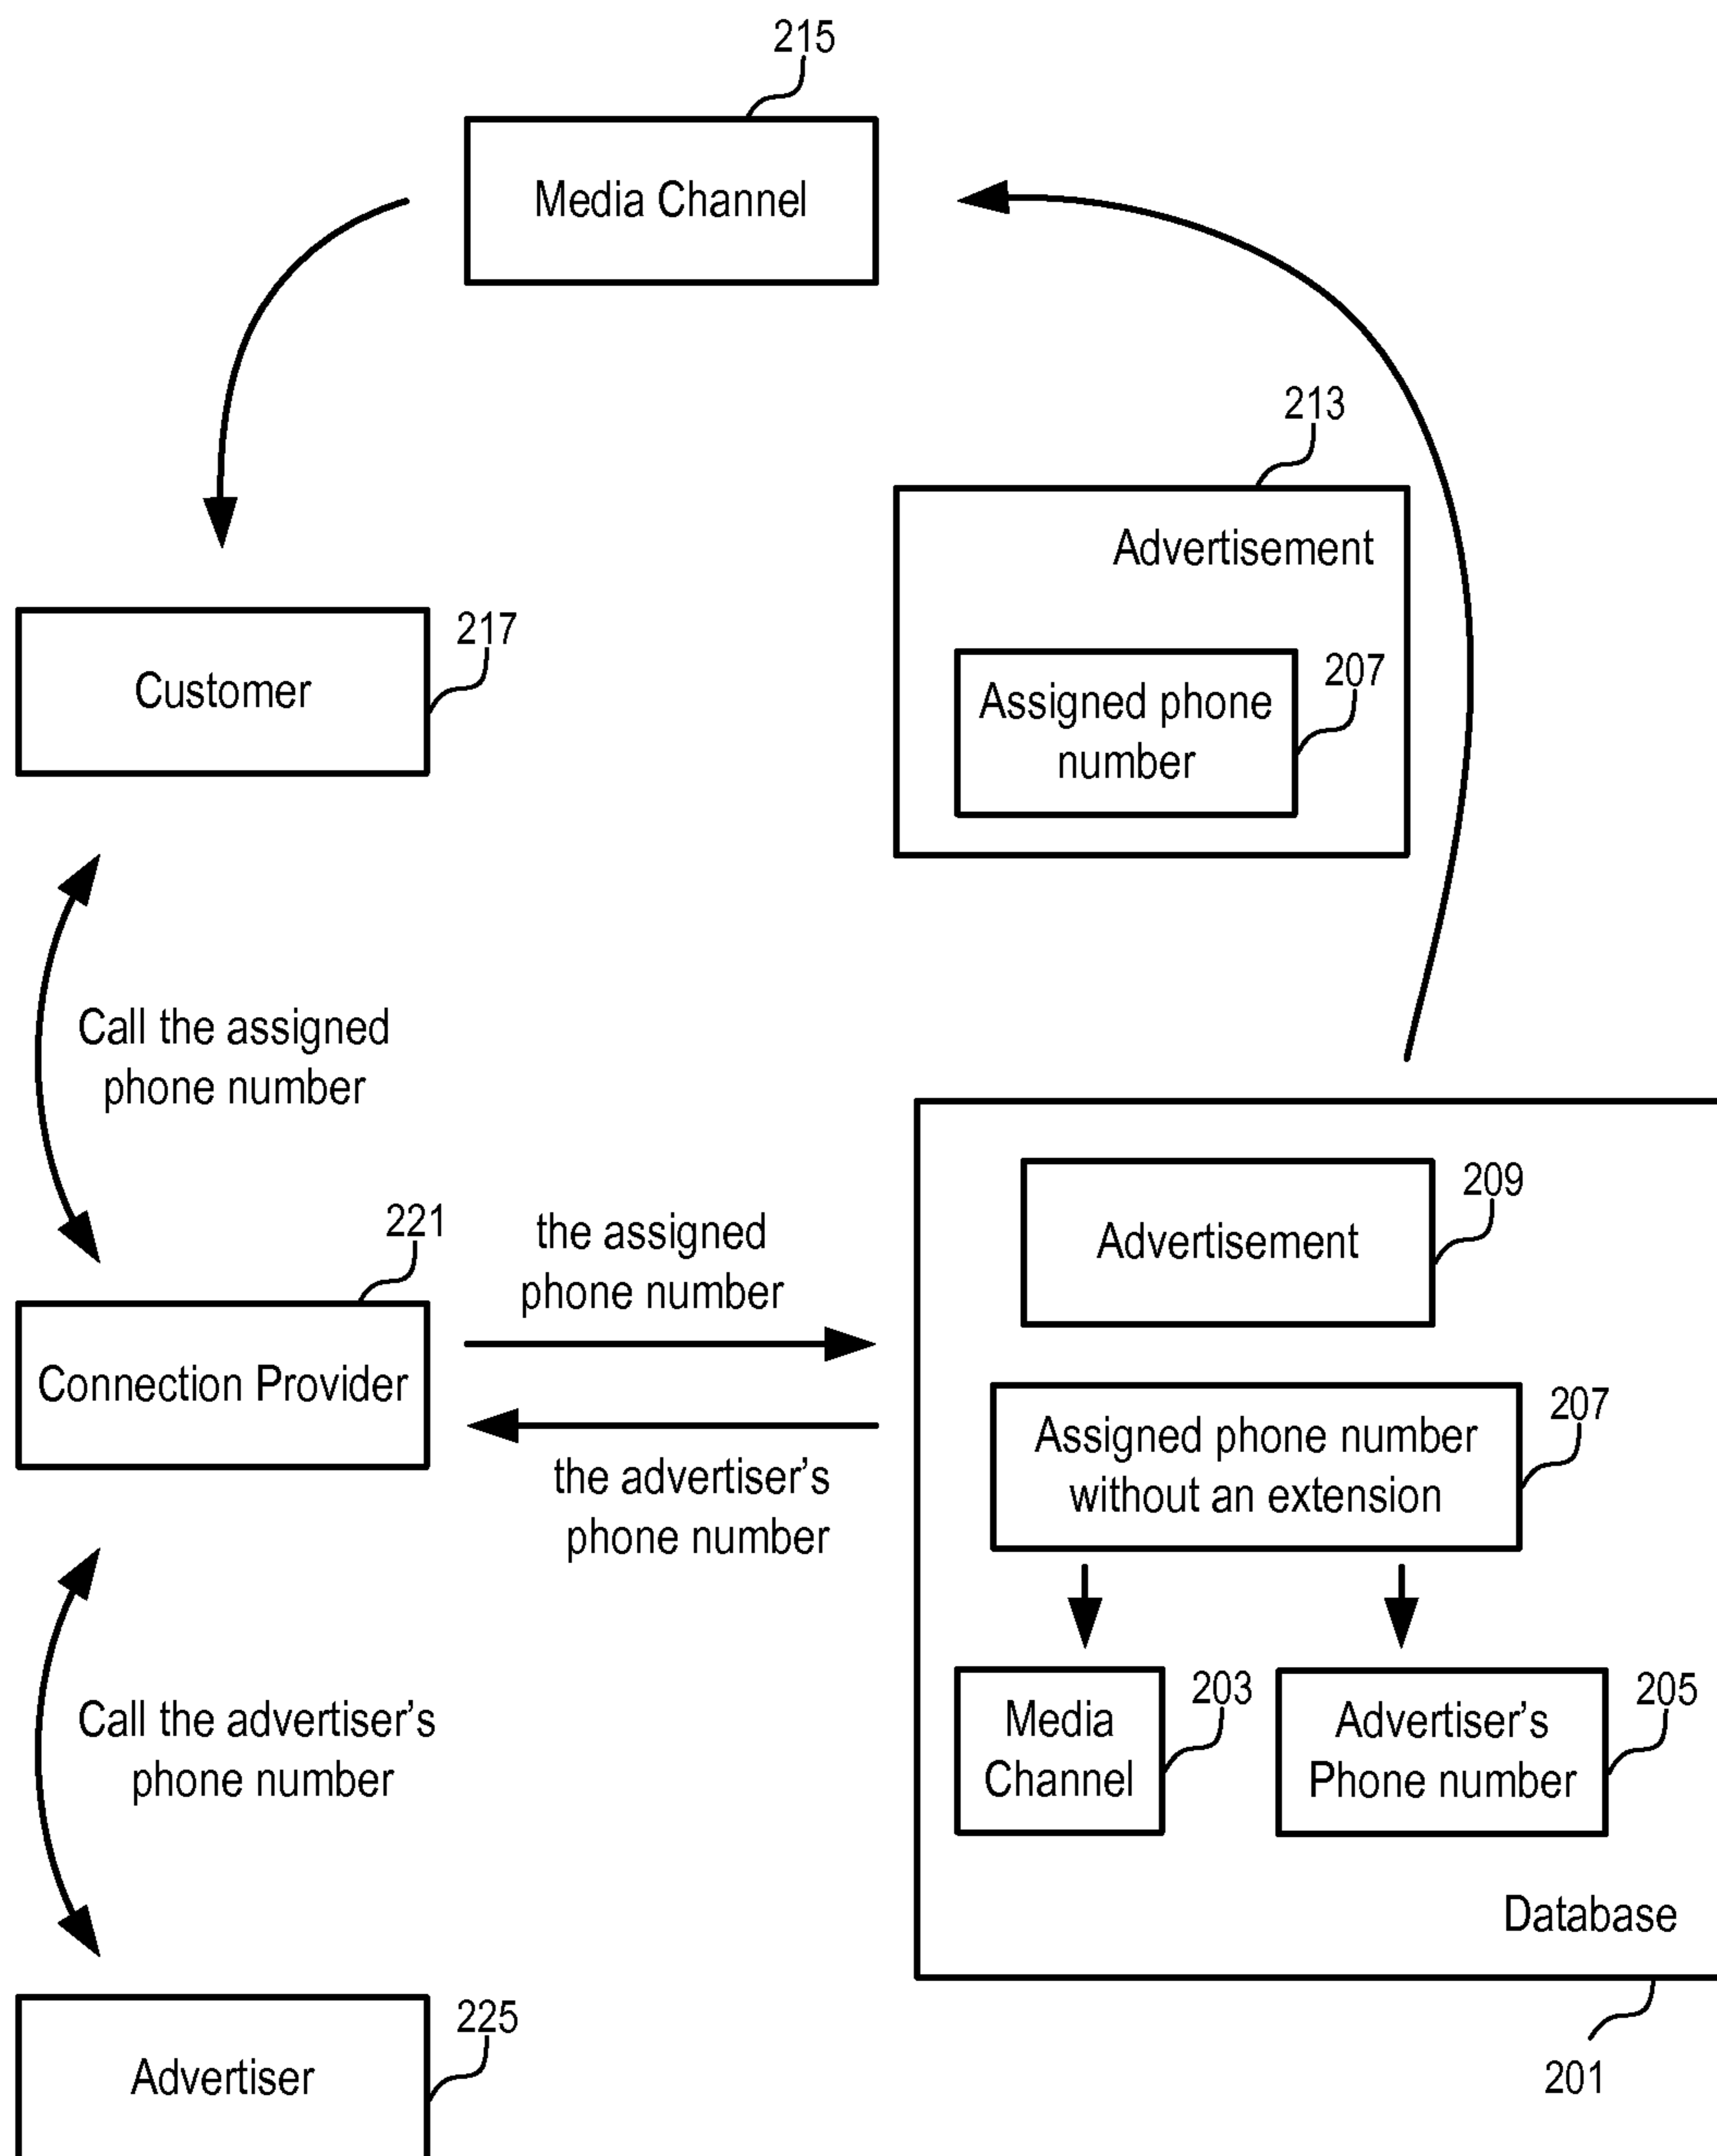 215
Media Channel
213
Advertisement
217
Customer
207
Assigned phone
number
Call the assigned
phone number
221
the assigned
phone number
209
Advertisement
Connection Provider
207
Assigned phone number
without an extension
the advertiser's
phone number
203
Media
Channel
205
Advertiser's
Phone number
Call the advertiser's
phone number
Database
225
Advertiser
201